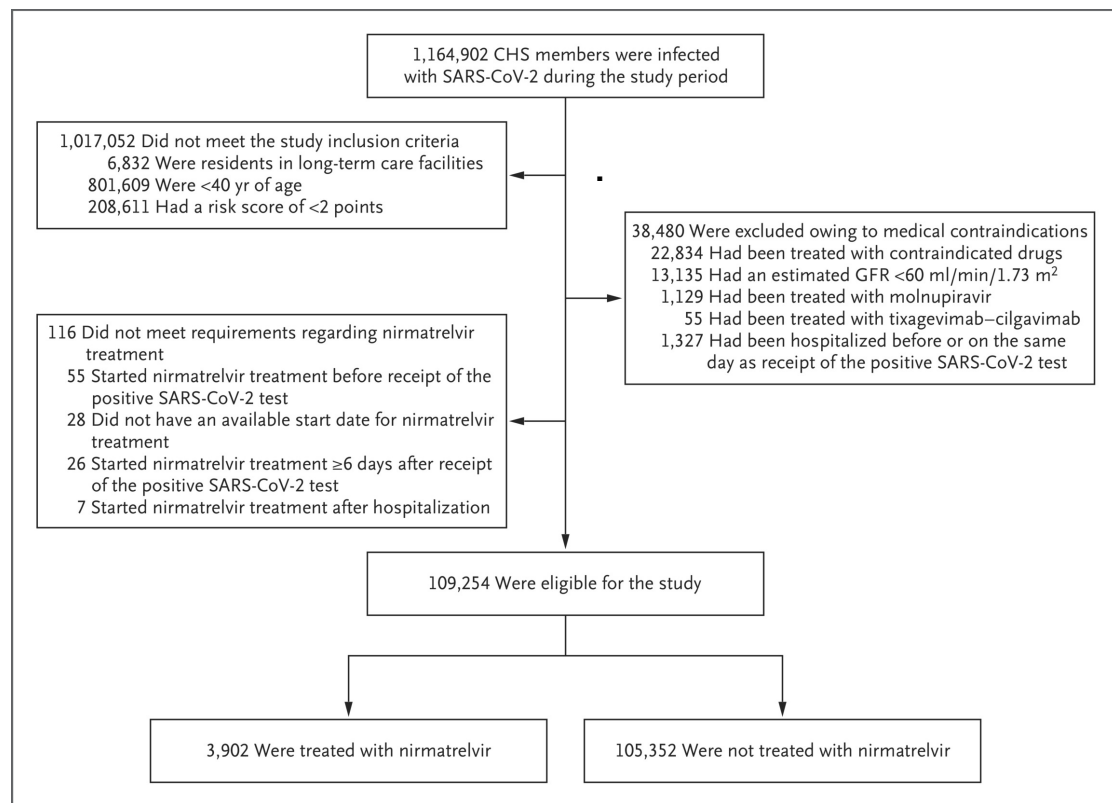 1,164,902 CHS members were infected
with SARS-CoV-2 during the study period
1,017,052 Did not meet the study inclusion criteria
6,832 Were residents in long-term care facilities
801,609 Were <40 yr of age
208,611 Had a risk score of <2 points
38,480 Were excluded owing to medical contraindications
22,834 Had been treated with contraindicated drugs
13,135 Had an estimated GFR <60 ml/min/1.73 m²
1,129 Had been treated with molnupiravir
55 Had been treated with tixagevimab–cilgavimab
1,327 Had been hospitalized before or on the same
day as receipt of the positive SARS-CoV-2 test
116 Did not meet requirements regarding nirmatrelvir
treatment
55 Started nirmatrelvir treatment before receipt of the
positive SARS-CoV-2 test
28 Did not have an available start date for nirmatrelvir
treatment
26 Started nirmatrelvir treatment ≥6 days after receipt
of the positive SARS-CoV-2 test
7 Started nirmatrelvir treatment after hospitalization
109,254 Were eligible for the study
3,902 Were treated with nirmatrelvir
105,352 Were not treated with nirmatrelvir